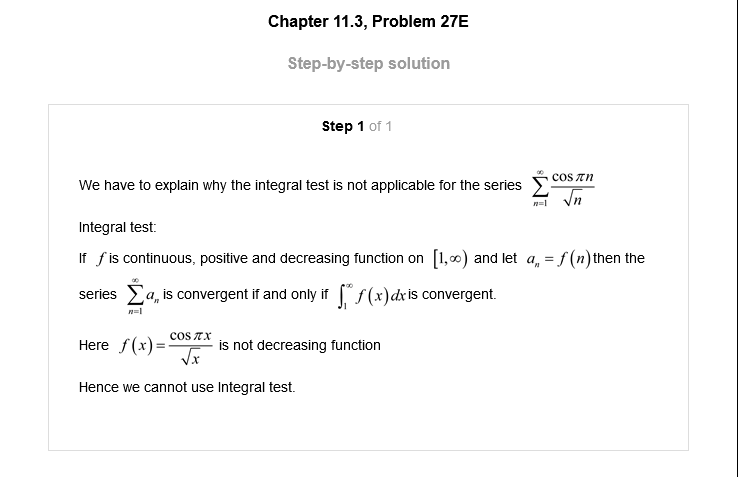 Chapter 11.3, Problem 27E
Step-by-step solution
Step 1 of 1
We have to explain why the integral test is not applicable for the series $\sum_{n=1}^{\infty} \frac{\cos \pi n}{\sqrt{n}}$
Integral test:
If $f$ is continuous, positive and decreasing function on $[1,\infty)$ and let $a_n = f(n)$ then the
series $\sum_{n=1}^{\infty} a_n$ is convergent if and only if $\int_1^{\infty} f(x)dx$ is convergent.
Here $f(x) = \frac{\cos \pi x}{\sqrt{x}}$ is not decreasing function
Hence we cannot use Integral test.